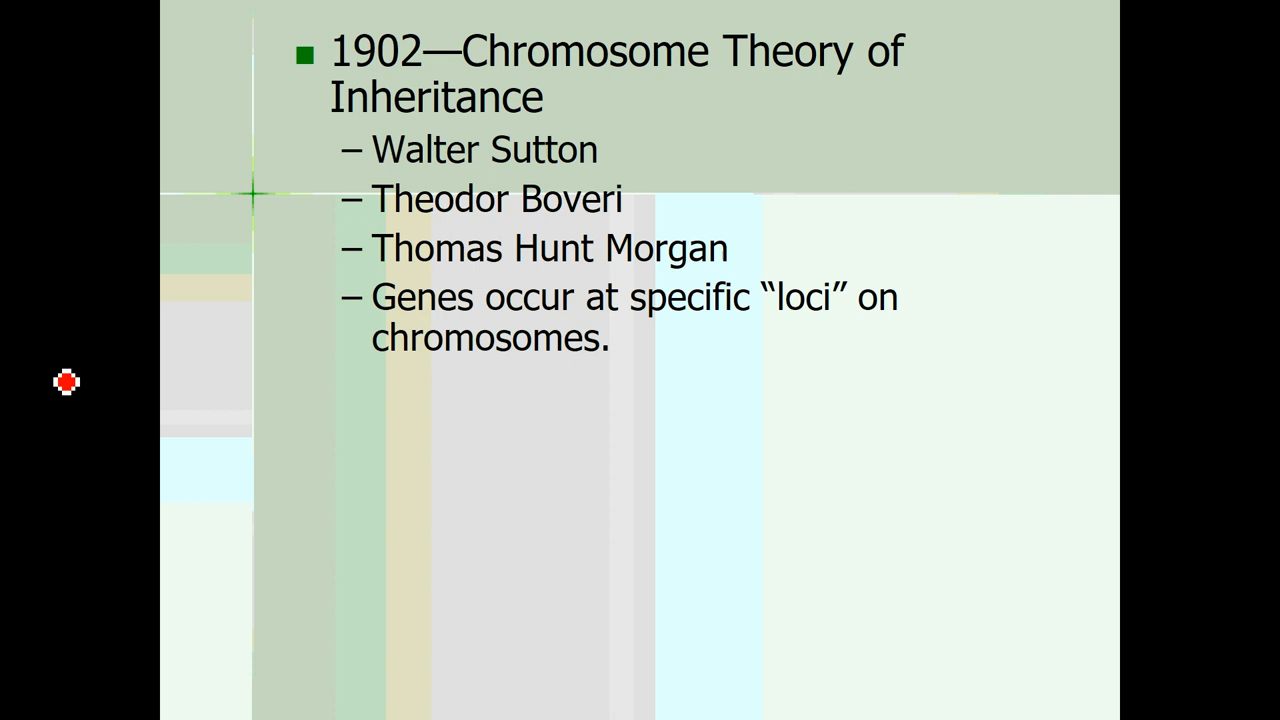 1902—Chromosome Theory of
Inheritance
– Walter Sutton
– Theodor Boveri
– Thomas Hunt Morgan
– Genes occur at specific “loci” on
chromosomes.